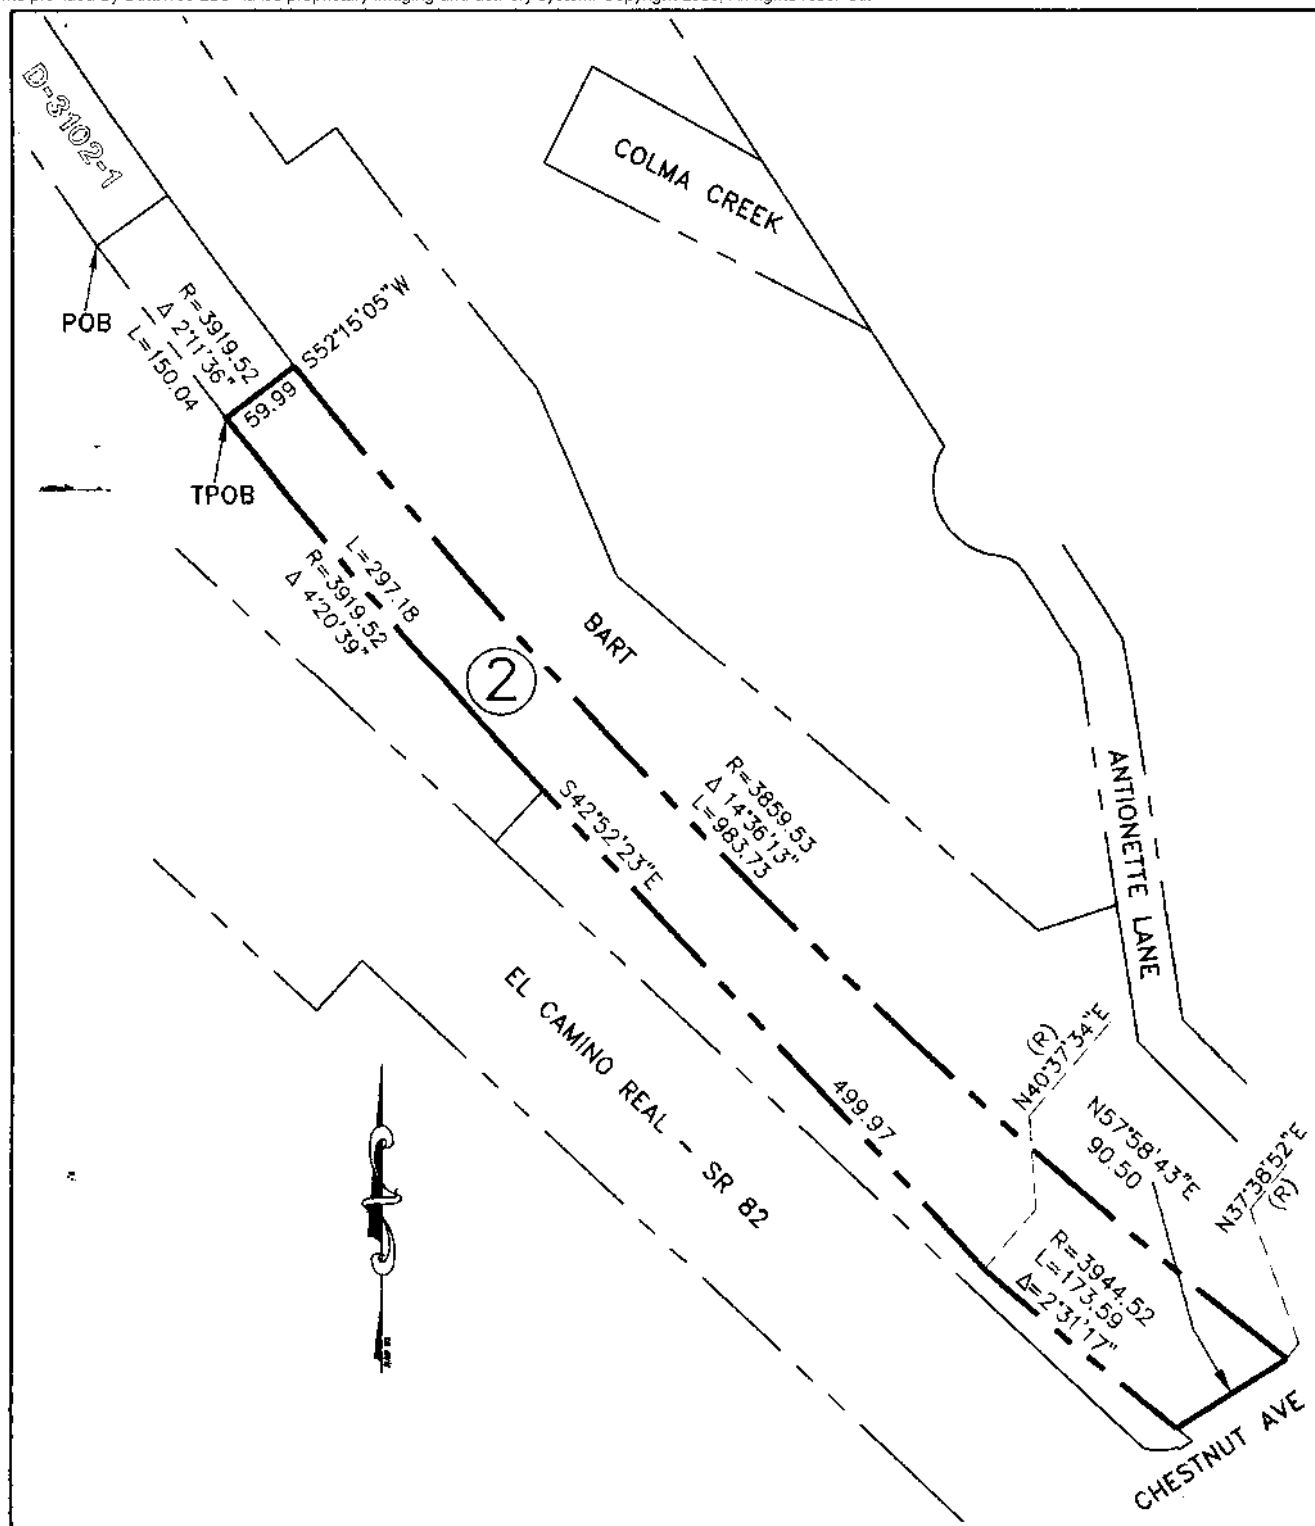 D-3102-1
COLMA CREEK
POB
R=3919.52
Δ 2°11'36"
L=150.04
S52°15'05"W
59.99
TPOB
L=297.18
R=3919.52
Δ 4°20'39"
2
BART
S42°52'23"E
R=3859.53
Δ 14°36'13"
L=983.73
ANTIONETTE LANE
EL CAMINO REAL - SR 82
499.97
N40°37'34"E
(R)
N57°58'43"E
90.50
N37°38'52"E
(R)
R=3944.52
L=173.59
Δ=2°31'17"
CHESTNUT AVE